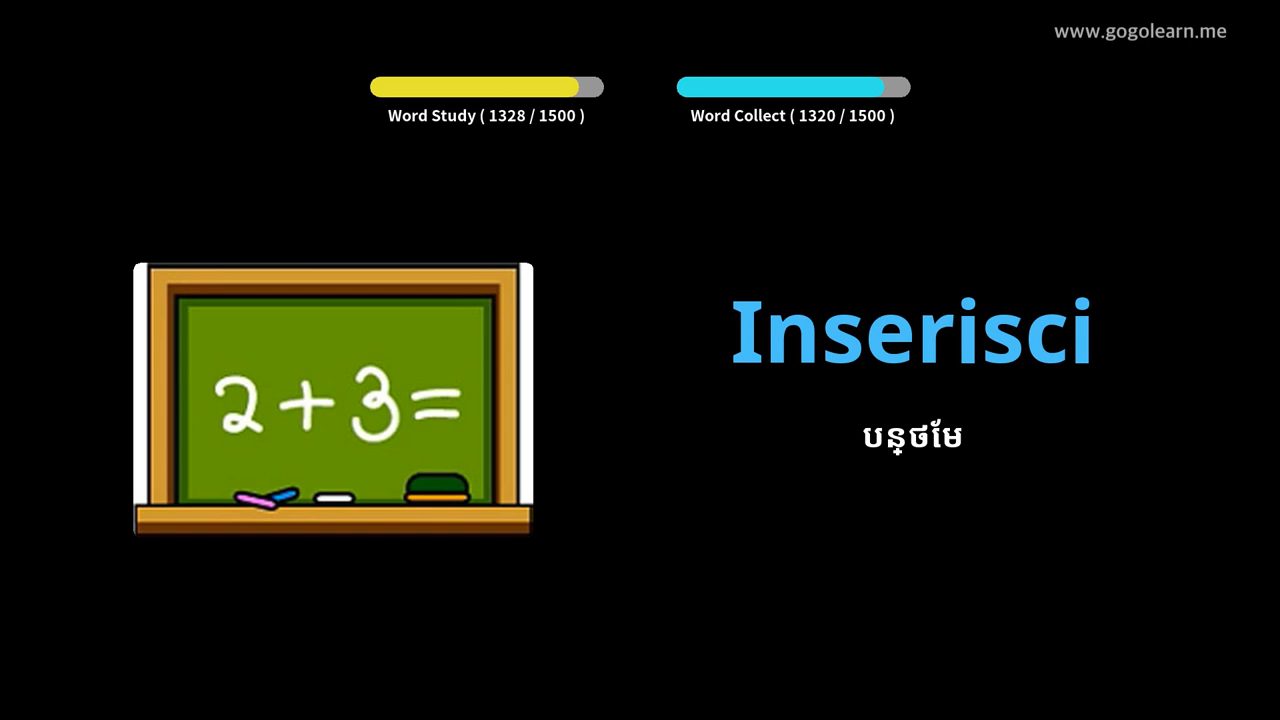 www.gogolearn.me
Word Study ( 1328 / 1500 )
Word Collect ( 1320 / 1500 )
2 + 3 =
Inserisci
បន្ថមែ